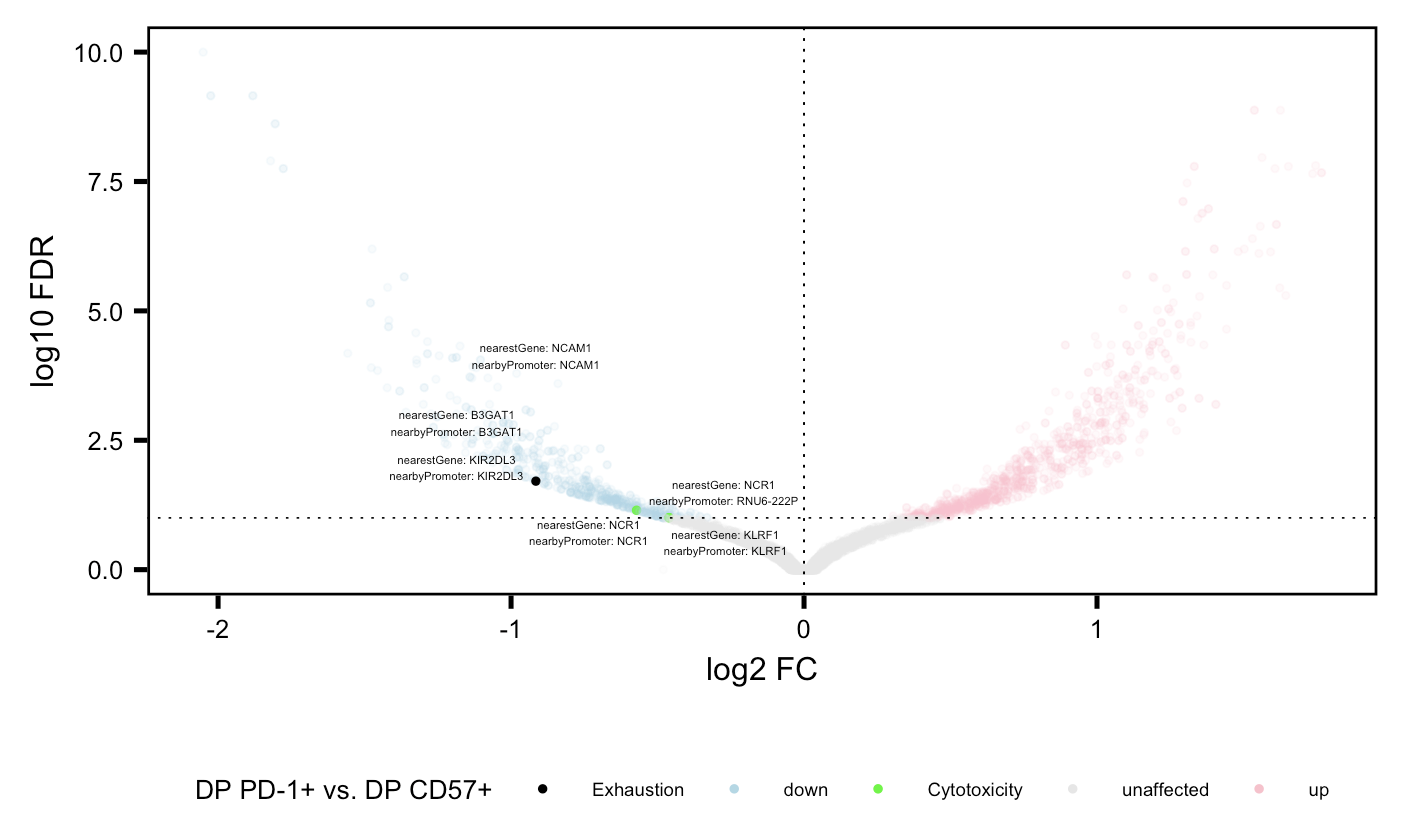 10.0
7.5
5.0
2.5
0.0
log10 FDR
nearestGene: NCAM1
nearbyPromoter: NCAM1
nearestGene: B3GAT1
nearbyPromoter: B3GAT1
nearestGene: KIR2DL3
nearbyPromoter: KIR2DL3
nearestGene: NCR1
nearbyPromoter: RNU6-222P
nearestGene: NCR1
nearbyPromoter: NCR1
nearestGene: KLRF1
nearbyPromoter: KLRF1
-2 -1 0 1
log2 FC
DP PD-1+ vs. DP CD57+ Exhaustion down Cytotoxicity unaffected up